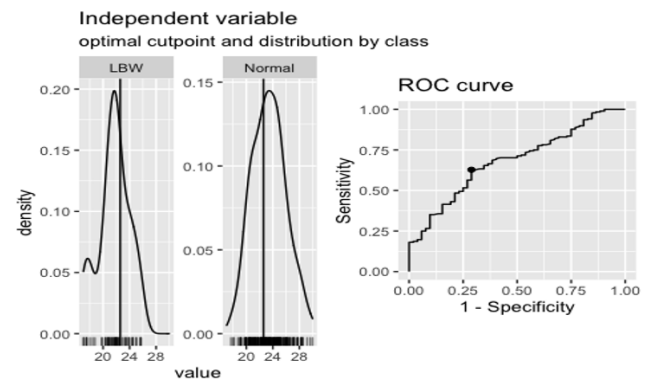 Independent variable
optimal cutpoint and distribution by class
LBW
Normal
density
0.20
0.15
0.10
0.05
0.00
0.15
0.10
0.05
0.00
20 24 28
20 24 28
value
ROC curve
Sensitivity
1.00
0.75
0.50
0.25
0.00
0.00 0.25 0.50 0.75 1.00
1 - Specificity